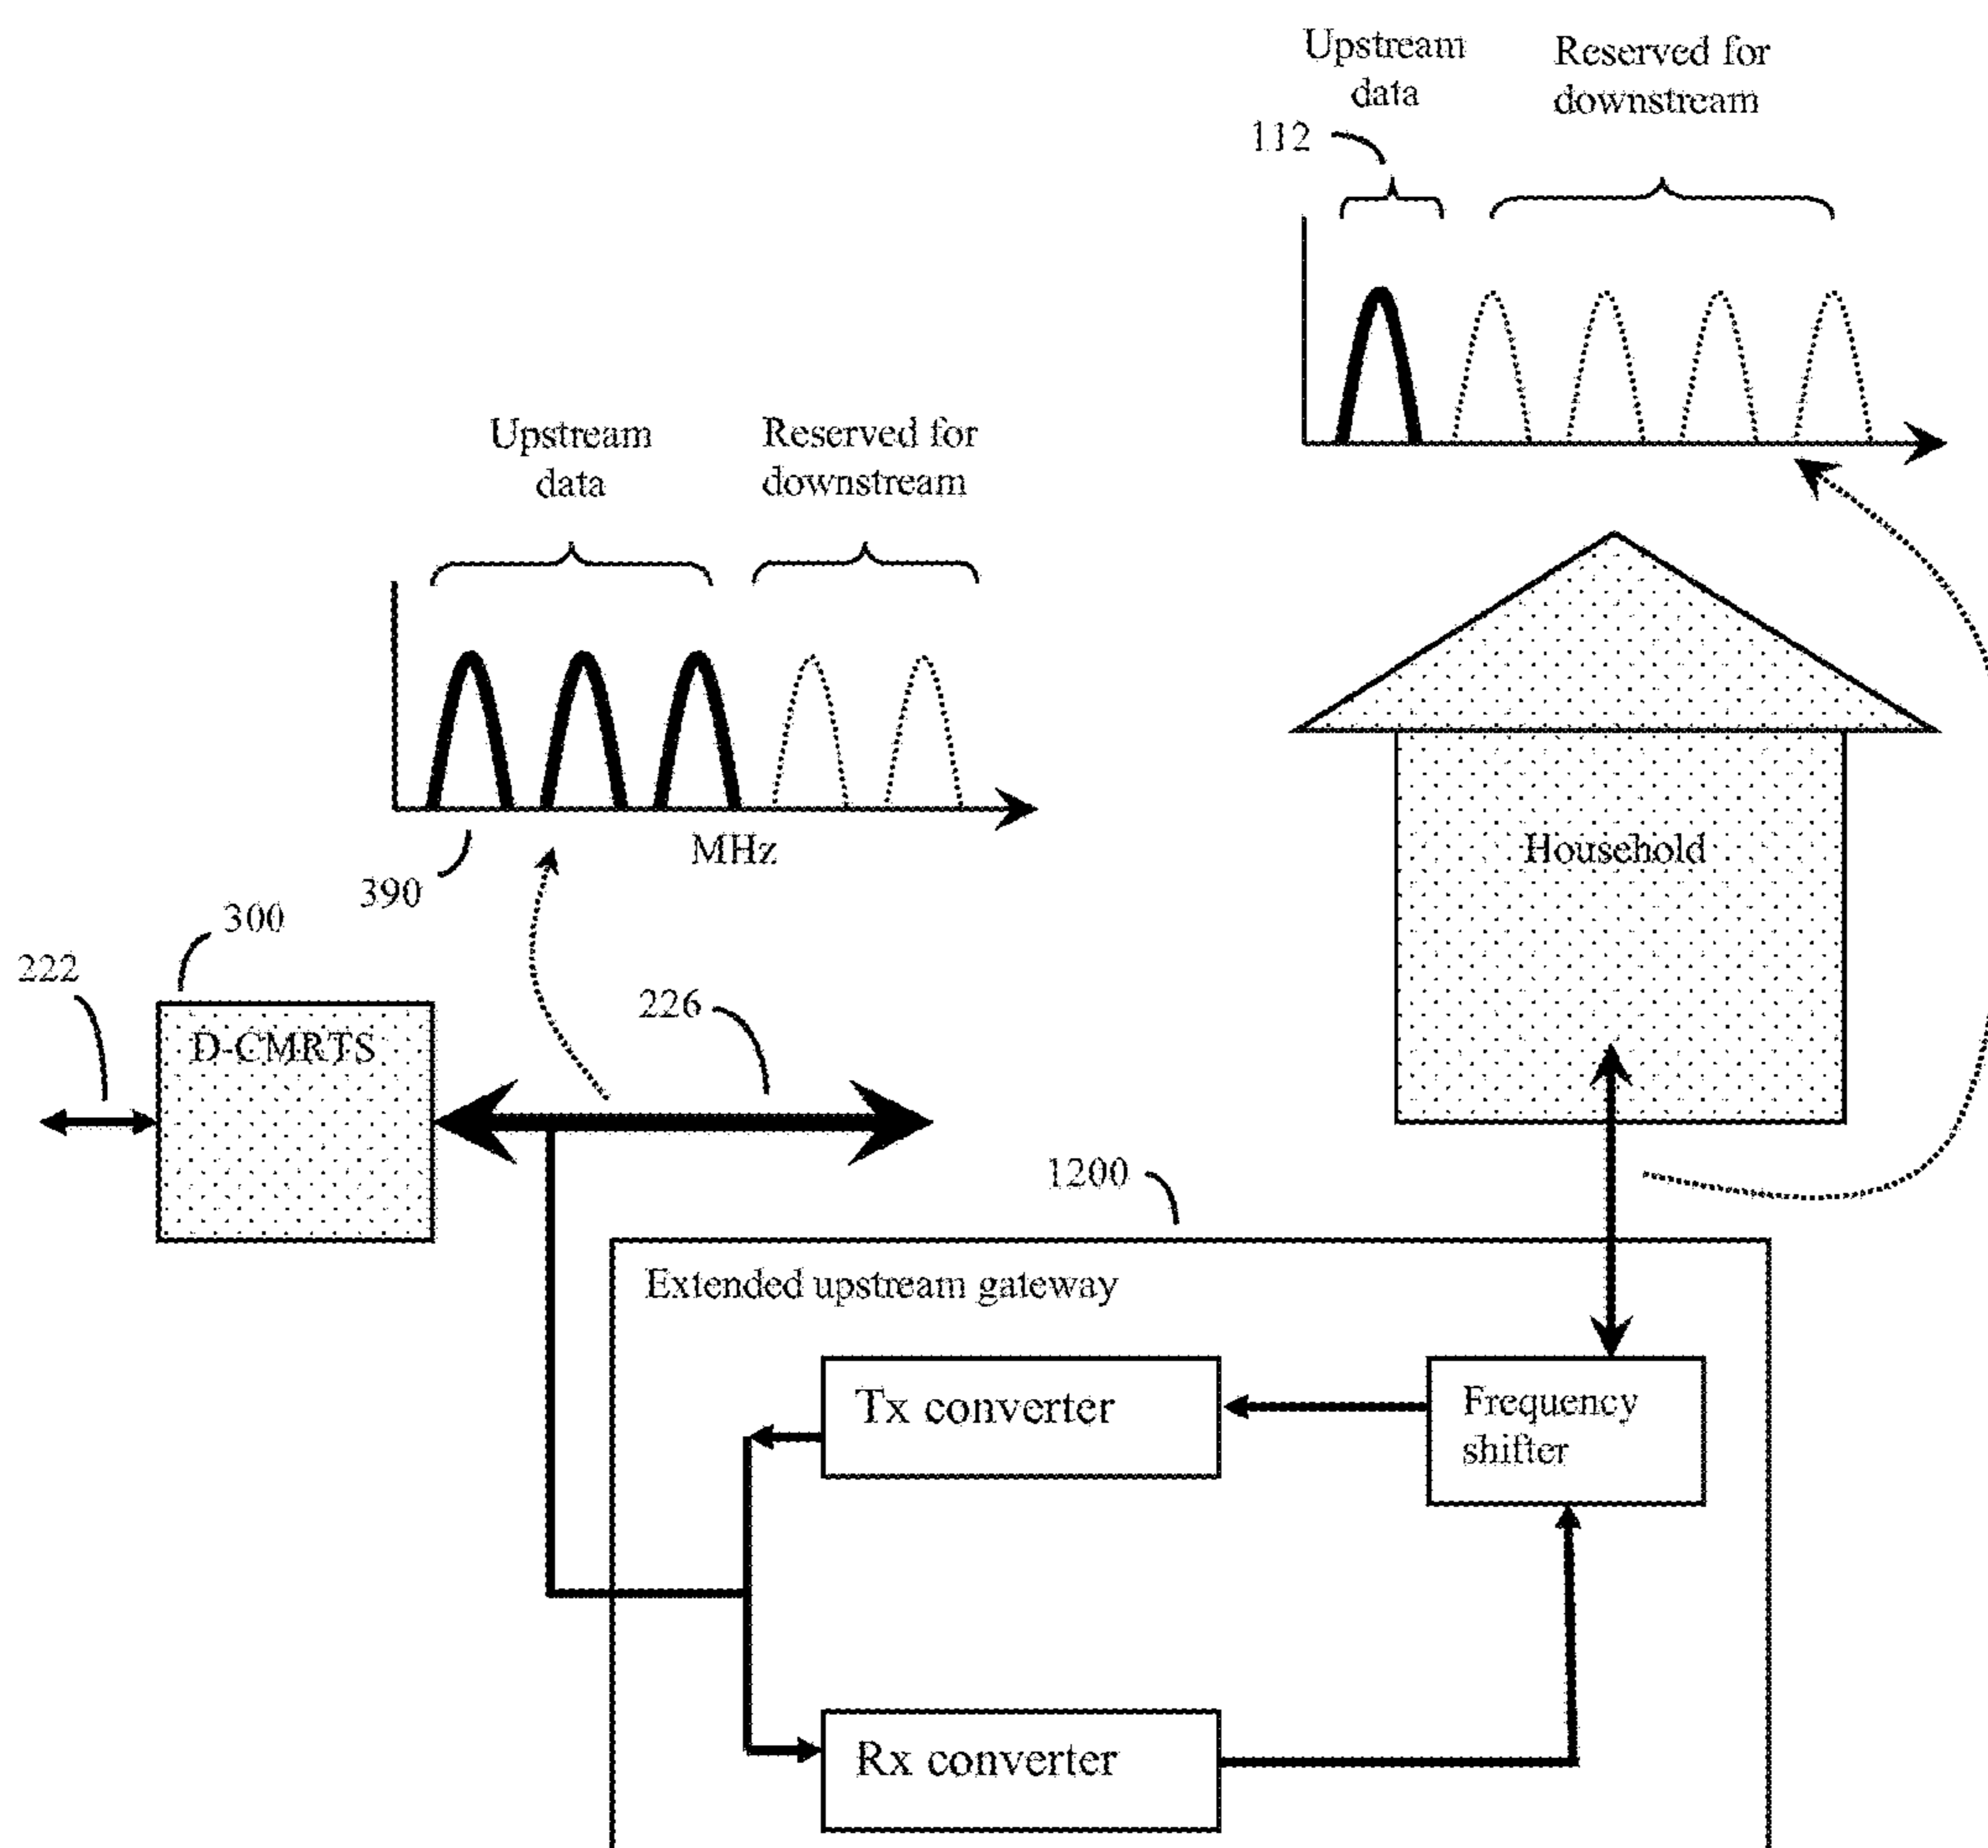 Upstream
data
Reserved for
downstream
112
Upstream
data
Reserved for
downstream
MHz
390
300
222
D-CMRTS
226
Household
1200
Extended upstream gateway
Tx converter
Frequency
shifter
Rx converter